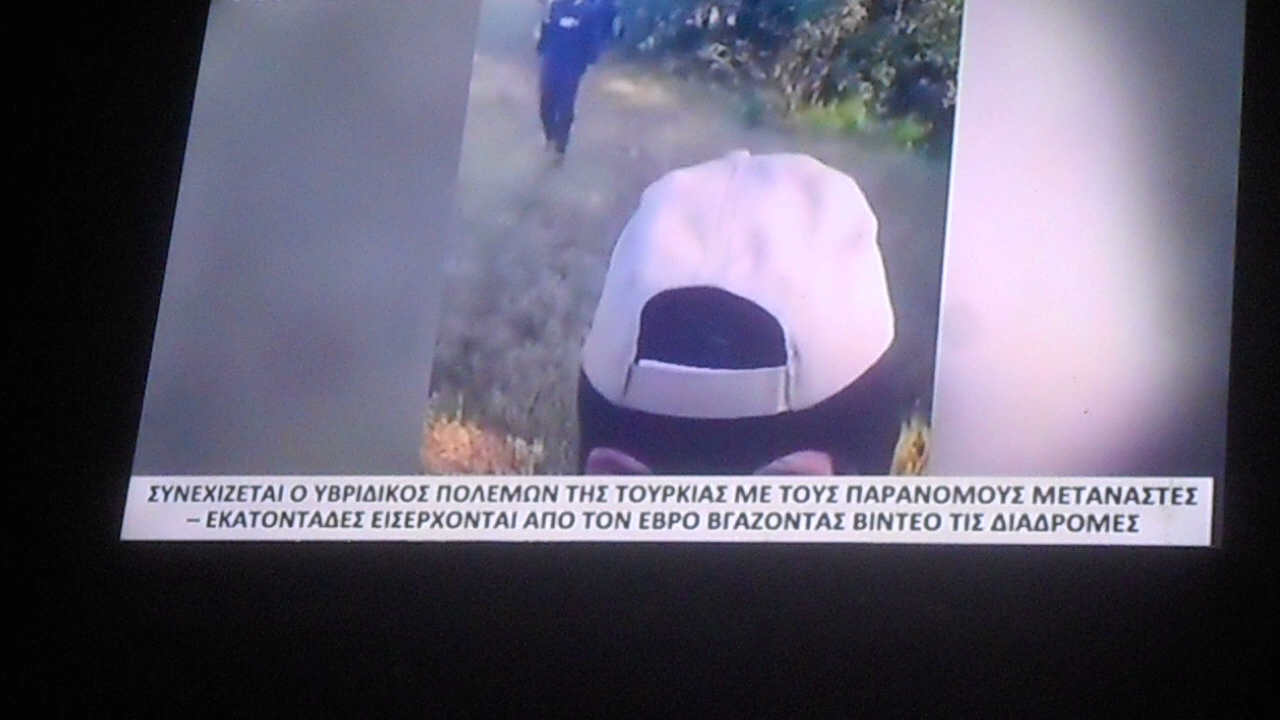 ΣΥΝΕΧΙΖΕΤΑΙ Ο ΥΒΡΙΔΙΚΟΣ ΠΟΛΕΜΩΝ ΤΗΣ ΤΟΥΡΚΙΑΣ ΜΕ ΤΟΥΣ ΠΑΡΑΝΟΜΟΥΣ ΜΕΤΑΝΑΣΤΕΣ
– ΕΚΑΤΟΝΤΑΔΕΣ ΕΙΣΕΡΧΟΝΤΑΙ ΑΠΟ ΤΟΝ ΕΒΡΟ ΒΓΑΖΟΝΤΑΣ ΒΙΝΤΕΟ ΤΙΣ ΔΙΑΔΡΟΜΕΣ